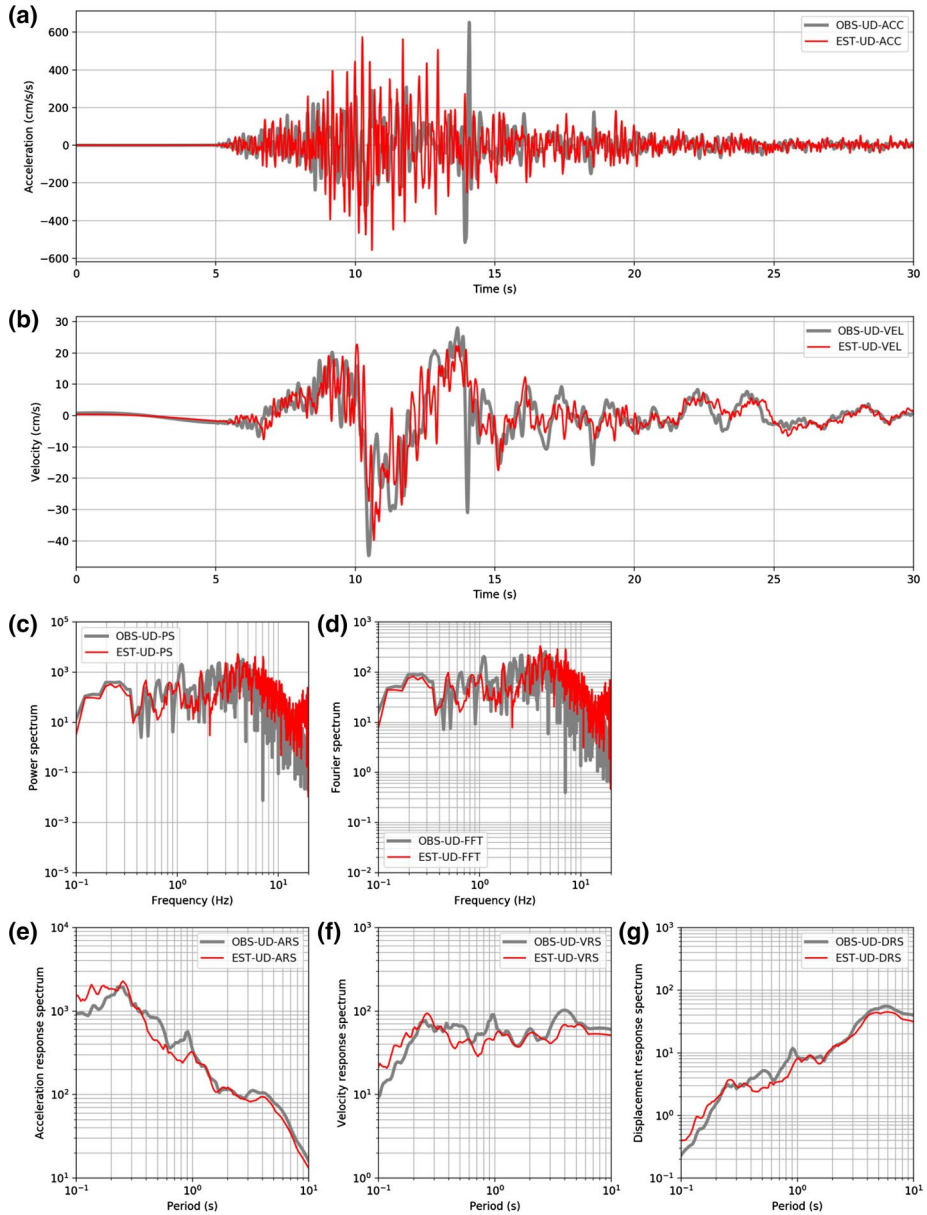 (a)
OBS-UD-ACC
EST-UD-ACC
600
400
200
0
−200
−400
−600
Acceleration (cm/s/s)
0
5
10
15
20
25
30
Time (s)
(b)
OBS-UD-VEL
EST-UD-VEL
30
20
10
0
−10
−20
−30
−40
Velocity (cm/s)
0
5
10
15
20
25
30
Time (s)
(c)
OBS-UD-PS
EST-UD-PS
10^5
10^3
10^1
10^-1
10^-3
10^-5
Power spectrum
10^-1
10^0
10^1
Frequency (Hz)
(d)
10^3
10^2
10^1
10^0
10^-1
10^-2
Fourier spectrum
OBS-UD-FFT
EST-UD-FFT
10^-1
10^0
10^1
Frequency (Hz)
(e)
OBS-UD-ARS
EST-UD-ARS
10^4
10^3
10^2
10^1
Acceleration response spectrum
10^-1
10^0
10^1
Period (s)
(f)
OBS-UD-VRS
EST-UD-VRS
10^3
10^2
10^1
10^0
Velocity response spectrum
10^-1
10^0
10^1
Period (s)
(g)
OBS-UD-DRS
EST-UD-DRS
10^3
10^2
10^1
10^0
10^-1
Displacement response spectrum
10^-1
10^0
10^1
Period (s)